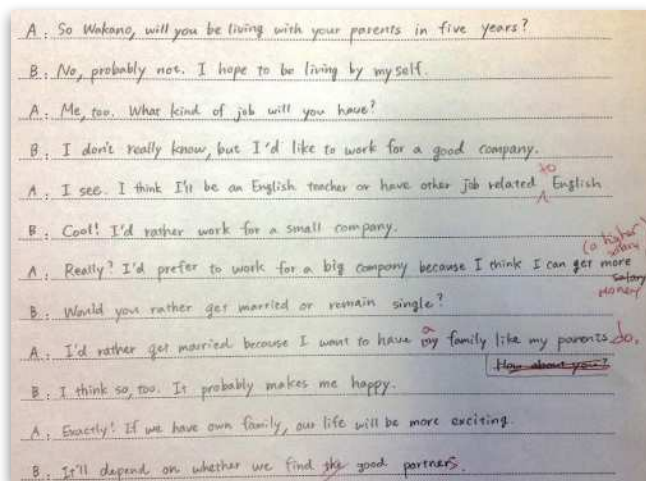 A: So Wakano, will you be living with your parents in five years?
B: No, probably not. I hope to be living by myself.
A: Me, too. What kind of job will you have?
B: I don't really know, but I'd like to work for a good company.
to
A: I see. I think I'll be an English teacher or have other job related English
B: Cool! I'd rather work for a small company.
(a higher
salary
A: Really? I'd prefer to work for a big company because I think I can get more
salary
money
B: Would you rather get married or remain single?
a
A: I'd rather get married because I want to have my family like my parents do.
How about you?
B: I think so, too. It probably makes me happy.
A: Exactly! If we have own family, our life will be more exciting.
B: It'll depend on whether we find the good partners.